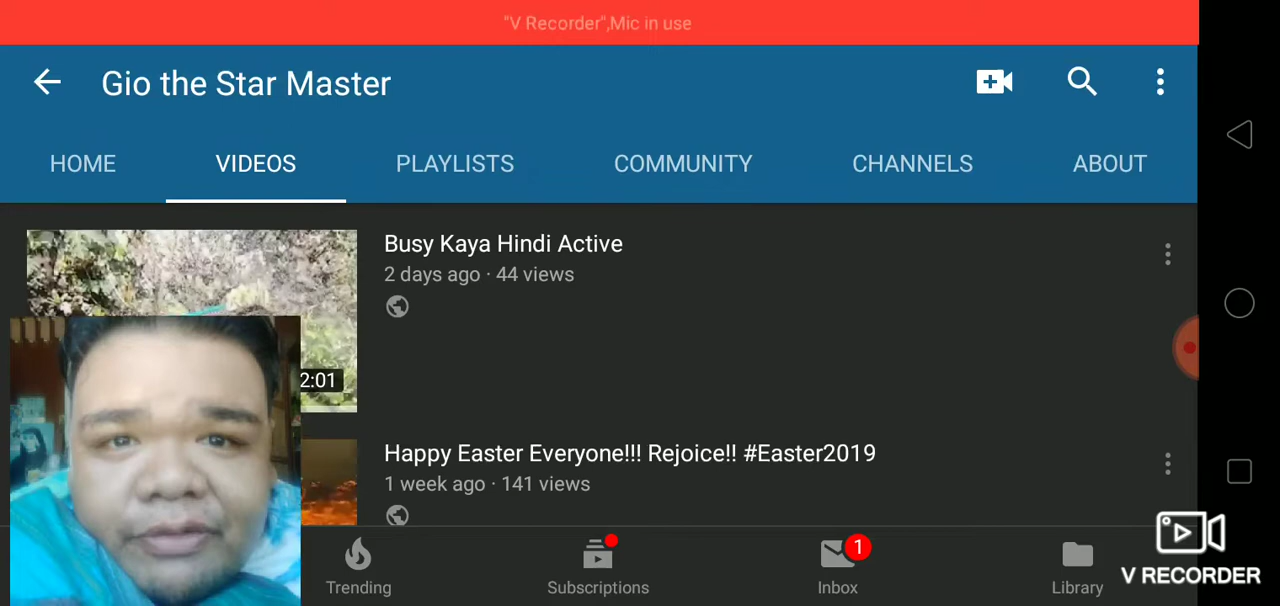 "V Recorder",Mic in use
Gio the Star Master
HOME VIDEOS PLAYLISTS COMMUNITY CHANNELS ABOUT
Busy Kaya Hindi Active
2 days ago · 44 views
2:01
Happy Easter Everyone!!! Rejoice!! #Easter2019
1 week ago · 141 views
1
Trending Subscriptions Inbox Library
V RECORDER